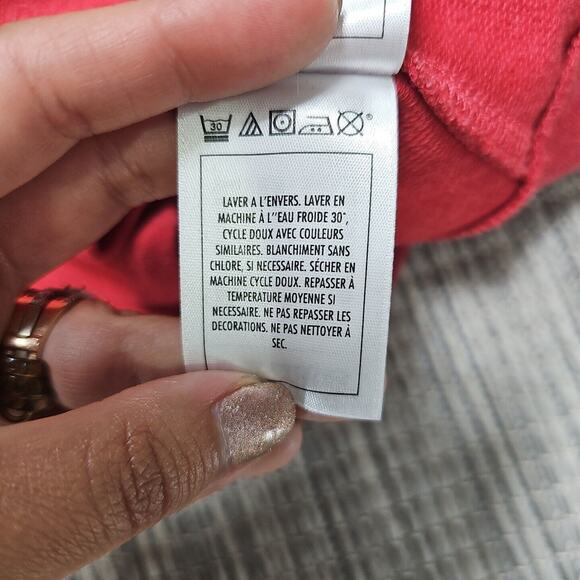 30
LAVER A L'ENVERS. LAVER EN
MACHINE À L''EAU FROIDE 30°,
CYCLE DOUX AVEC COULEURS
SIMILAIRES. BLANCHIMENT SANS
CHLORE, SI NECESSAIRE. SÉCHER EN
MACHINE CYCLE DOUX. REPASSER À
TEMPERATURE MOYENNE SI
NECESSAIRE. NE PAS REPASSER LES
DECORATIONS. NE PAS NETTOYER À
SEC.